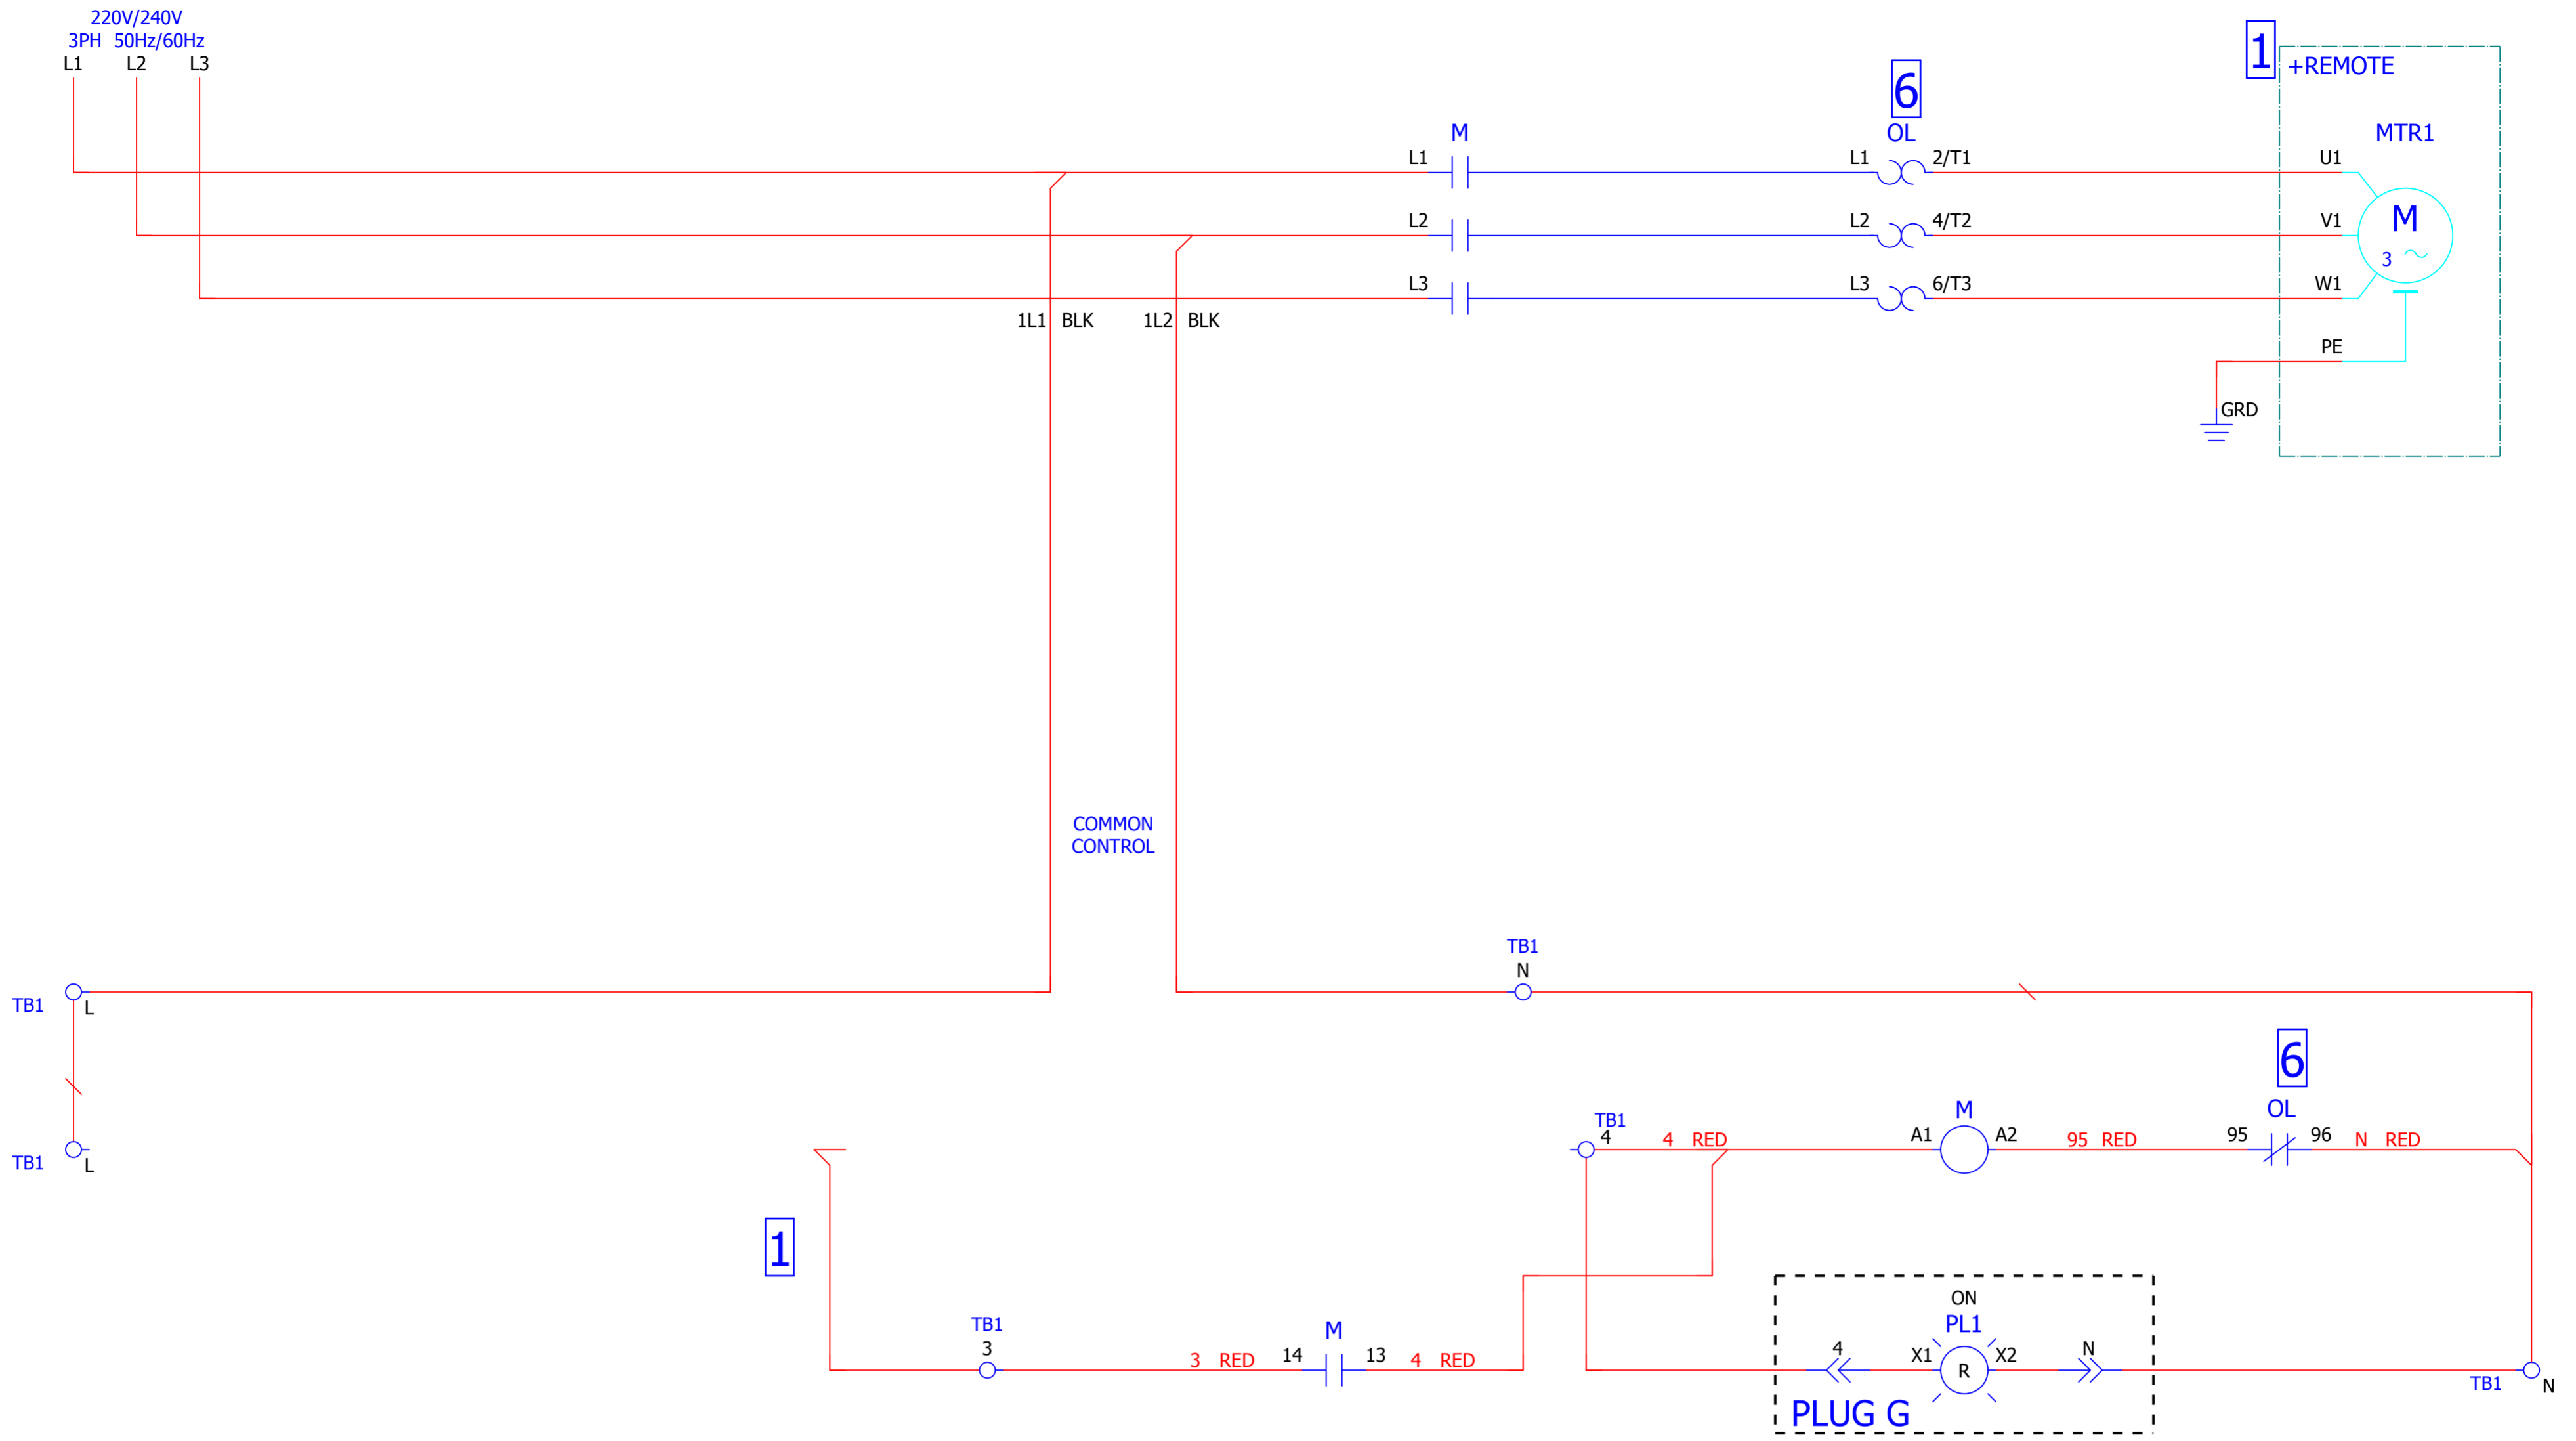 220V/240V
3PH 50Hz/60Hz
L1 L2 L3
1
+REMOTE
6
M OL MTR1
L1 L1 2/T1 U1
M
L2 L2 4/T2 V1
3
L3 L3 6/T3 W1
1L1 BLK 1L2 BLK
PE
GRD
COMMON
CONTROL
TB1
N
TB1 L
6
M OL
TB1
4 4 RED A1 A2 95 RED 95 96 N RED
TB1 L
1
ON
TB1 M PL1
3 3 RED 14 13 4 RED 4 X1 X2 N
R
TB1 N
PLUG G